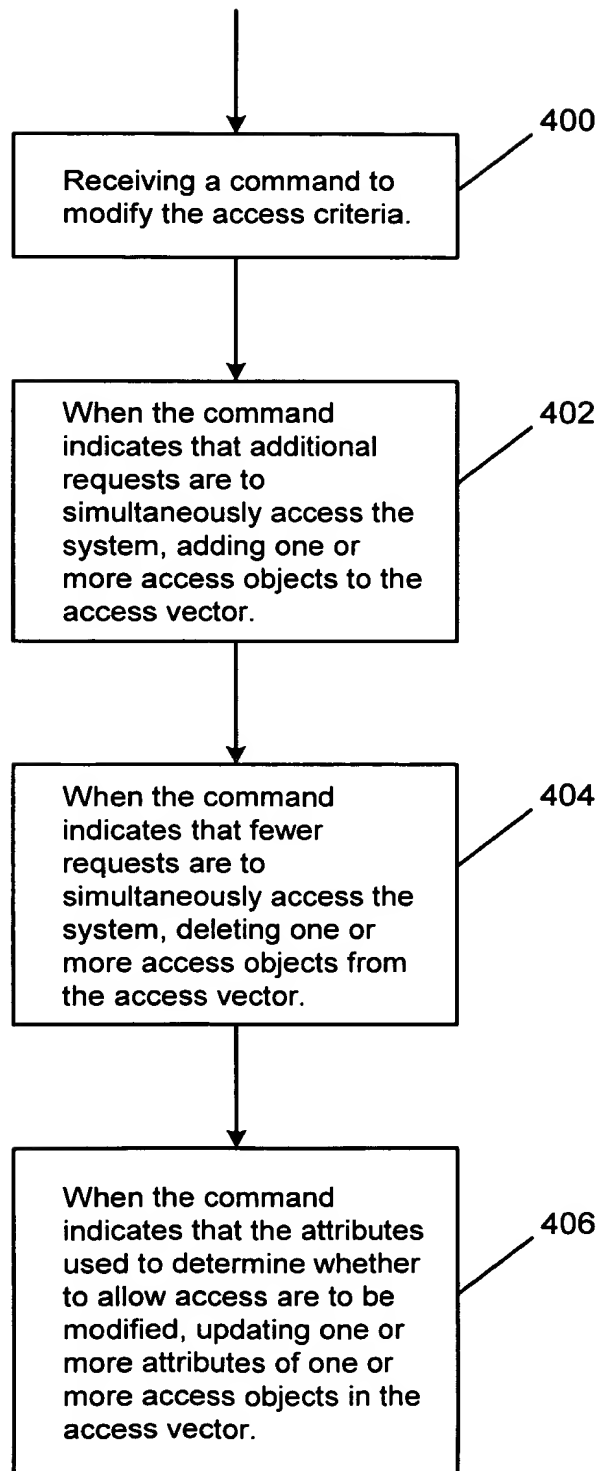 400
Receiving a command to
modify the access criteria.
402
When the command
indicates that additional
requests are to
simultaneously access the
system, adding one or
more access objects to the
access vector.
404
When the command
indicates that fewer
requests are to
simultaneously access the
system, deleting one or
more access objects from
the access vector.
406
When the command
indicates that the attributes
used to determine whether
to allow access are to be
modified, updating one or
more attributes of one or
more access objects in the
access vector.